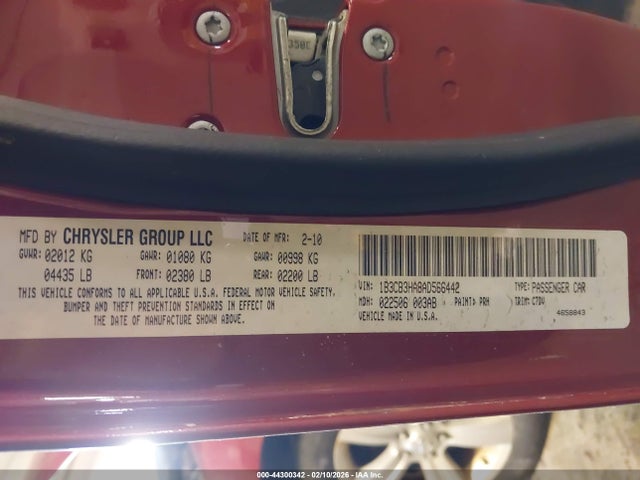 350C
MFD BY CHRYSLER GROUP LLC DATE OF MFR: 2-10
GVWR: 02012 KG GAWR: 01080 KG GAWR: 00998 KG
04435 LB FRONT: 02380 LB REAR: 02200 LB
THIS VEHICLE CONFORMS TO ALL APPLICABLE U.S.A. FEDERAL MOTOR VEHICLE SAFETY,
BUMPER AND THEFT PREVENTION STANDARDS IN EFFECT ON
THE DATE OF MANUFACTURE SHOWN ABOVE.
VIN: 1B3CB3HA8AD566442 TYPE: PASSENGER CAR
MDH: 022506 003AB PAINT: PRH TRIM: C7DV
VEHICLE MADE IN U.S.A. 4658843
000-44300342 - 02/10/2026 - IAA Inc.